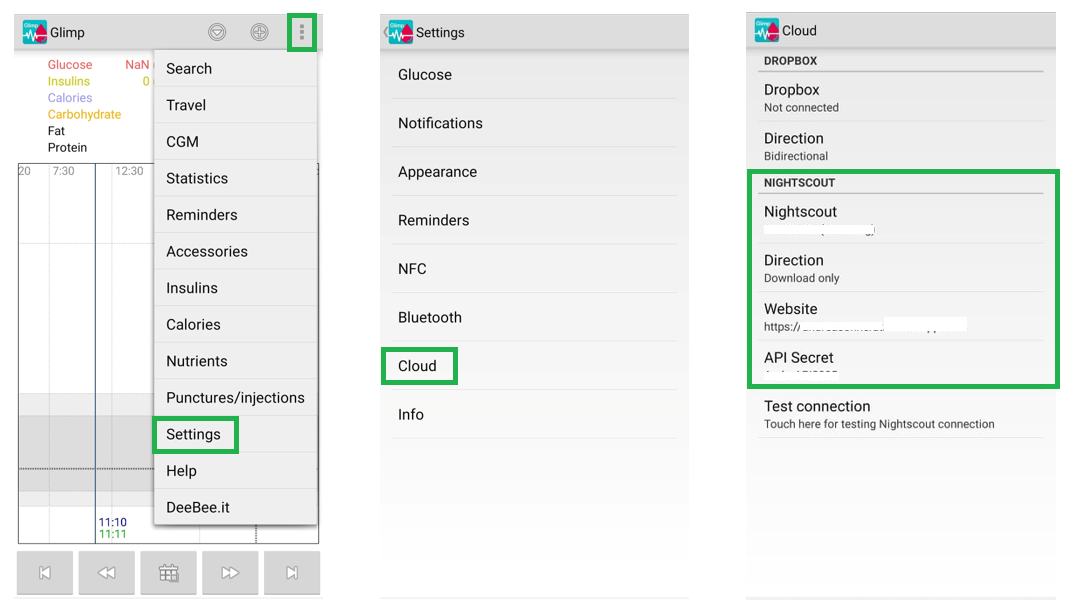 Glimp
Glucose NaN
Insulins 0
Calories
Carbohydrate
Fat
Protein
20 7:30 12:30
11:10
11:11
Search
Travel
CGM
Statistics
Reminders
Accessories
Insulins
Calories
Nutrients
Punctures/injections
Settings
Help
DeeBee.it
Glimp
Settings
Glucose
Notifications
Appearance
Reminders
NFC
Bluetooth
Cloud
Info
Glimp
Cloud
DROPBOX
Dropbox
Not connected
Direction
Bidirectional
NIGHTSCOUT
Nightscout
Direction
Download only
Website
https:/
API Secret
Test connection
Touch here for testing Nightscout connection